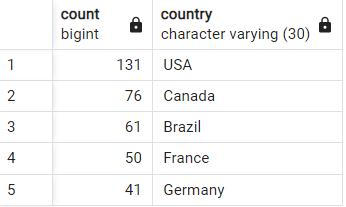 count country
bigint character varying (30)
1 131 USA
2 76 Canada
3 61 Brazil
4 50 France
5 41 Germany